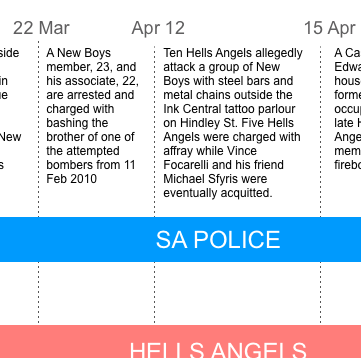 22 Mar
Apr 12
15 Apr
side
in
ue
New
s
A New Boys
member, 23, and
his associate, 22,
are arrested and
charged with
bashing the
brother of one of
the attempted
bombers from 11
Feb 2010
Ten Hells Angels allegedly
attack a group of New
Boys with steel bars and
metal chains outside the
Ink Central tattoo parlour
on Hindley St. Five Hells
Angels were charged with
affray while Vince
Focarelli and his friend
Michael Sfyris were
eventually acquitted.
A Ca
Edwa
hous
forme
occu
late H
Ange
mem
fireb
SA POLICE
HELLS ANGELS